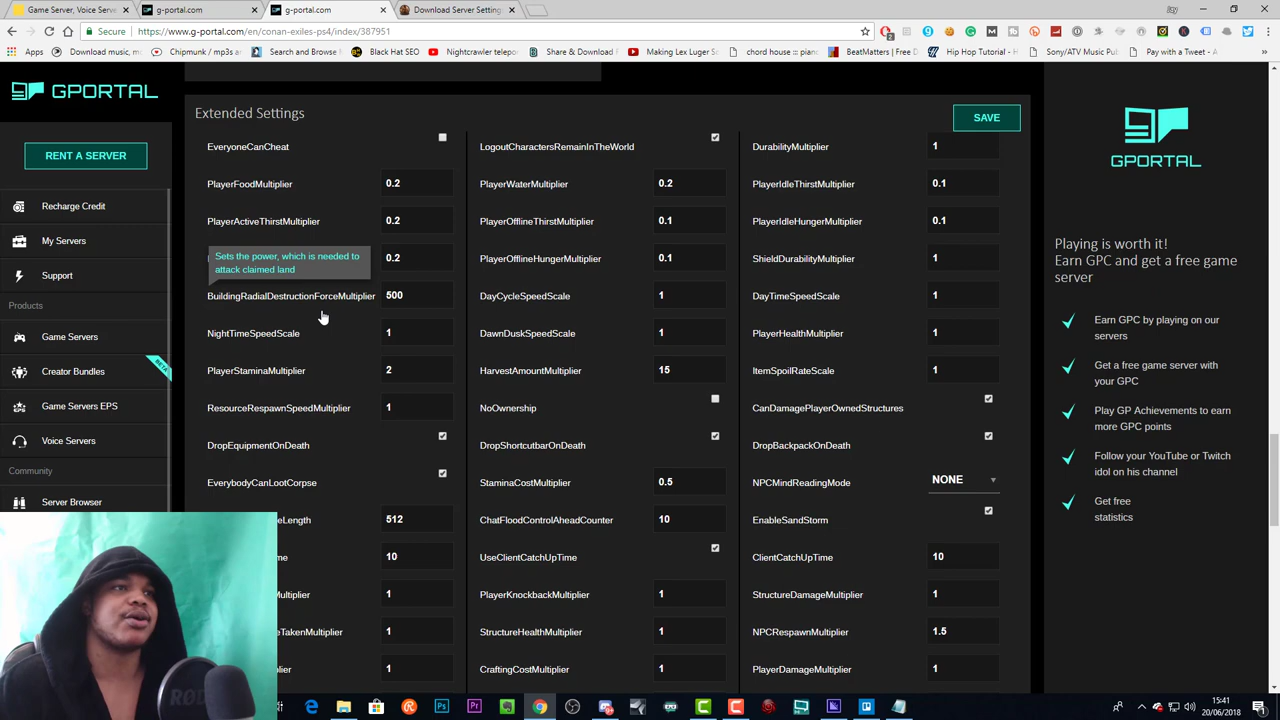 Game Server, Voice Serve
g-portal.com
g-portal.com
Download Server Setting
Secure
https://www.g-portal.com/en/conan-exiles-ps4/index/387951
Apps
Download music, m
Chipmunk / mp3 a
Search and Browse
Black Hat SEO
Nightcrawler telepor
Share & Download
Making Lex Luger
chord house :: pian
BeatMatters | Free D
Hip Hop Tutorial - H
Sony/ATV Music Pub
Pay with a Tweet
GPORTAL
RENT A SERVER
Recharge Credit
My Servers
Support
Products
Game Servers
Creator Bundles
BETA
Game Servers EPS
Voice Servers
Community
Server Browser
Extended Settings
SAVE
EveryoneCanCheat
LogoutCharactersRemainInTheWorld
DurabilityMultiplier 1
PlayerFoodMultiplier 0.2
PlayerWaterMultiplier 0.2
PlayerIdleThirstMultiplier 0.1
PlayerActiveThirstMultiplier 0.2
PlayerOfflineThirstMultiplier 0.1
PlayerIdleHungerMultiplier 0.1
Sets the power, which is needed to
attack claimed land
0.2
PlayerOfflineHungerMultiplier 0.1
ShieldDurabilityMultiplier 1
BuildingRadialDestructionForceMultiplier 500
DayCycleSpeedScale 1
DayTimeSpeedScale 1
NightTimeSpeedScale 1
DawnDuskSpeedScale 1
PlayerHealthMultiplier 1
PlayerStaminaMultiplier 2
HarvestAmountMultiplier 15
ItemSpoilRateScale 1
ResourceRespawnSpeedMultiplier 1
NoOwnership
CanDamagePlayerOwnedStructures
DropEquipmentOnDeath
DropShortcutbarOnDeath
DropBackpackOnDeath
EverybodyCanLootCorpse
StaminaCostMultiplier 0.5
NPCMindReadingMode NONE
eLength 512
ChatFloodControlAheadCounter 10
EnableSandStorm
me 10
UseClientCatchUpTime
ClientCatchUpTime 10
Multiplier 1
PlayerKnockbackMultiplier 1
StructureDamageMultiplier 1
eTakenMultiplier 1
StructureHealthMultiplier 1
NPCRespawnMultiplier 1.5
plier 1
CraftingCostMultiplier 1
PlayerDamageMultiplier 1
GPORTAL
Playing is worth it!
Earn GPC and get a free game
server
Earn GPC by playing on our
servers
Get a free game server with
your GPC
Play GP Achievements to earn
more GPC points
Follow your YouTube or Twitch
idol on his channel
Get free
statistics
15:41
20/06/2018